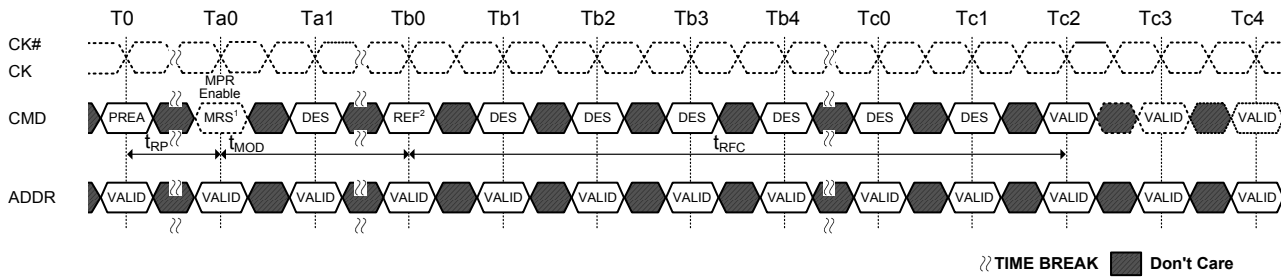 T0 Ta0 Ta1 Tb0 Tb1 Tb2 Tb3 Tb4 Tc0 Tc1 Tc2 Tc3 Tc4
CK#
CK
MPR
Enable
CMD PREA MRS1 DES REF2 DES DES DES DES DES DES VALID VALID VALID
tRP tMOD tRFC
ADDR VALID VALID VALID VALID VALID VALID VALID VALID VALID VALID VALID VALID VALID
TIME BREAK Don't Care